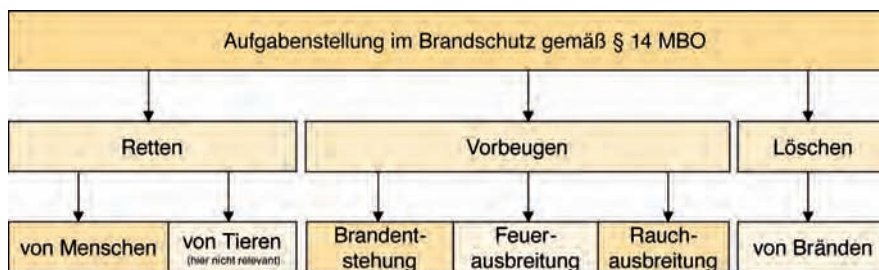 Aufgabenstellung im Brandschutz gemäß § 14 MBO
Retten
Vorbeugen
Löschen
von Menschen
von Tieren
(hier nicht relevant)
Brandent-
stehung
Feuer-
ausbreitung
Rauch-
ausbreitung
von Bränden